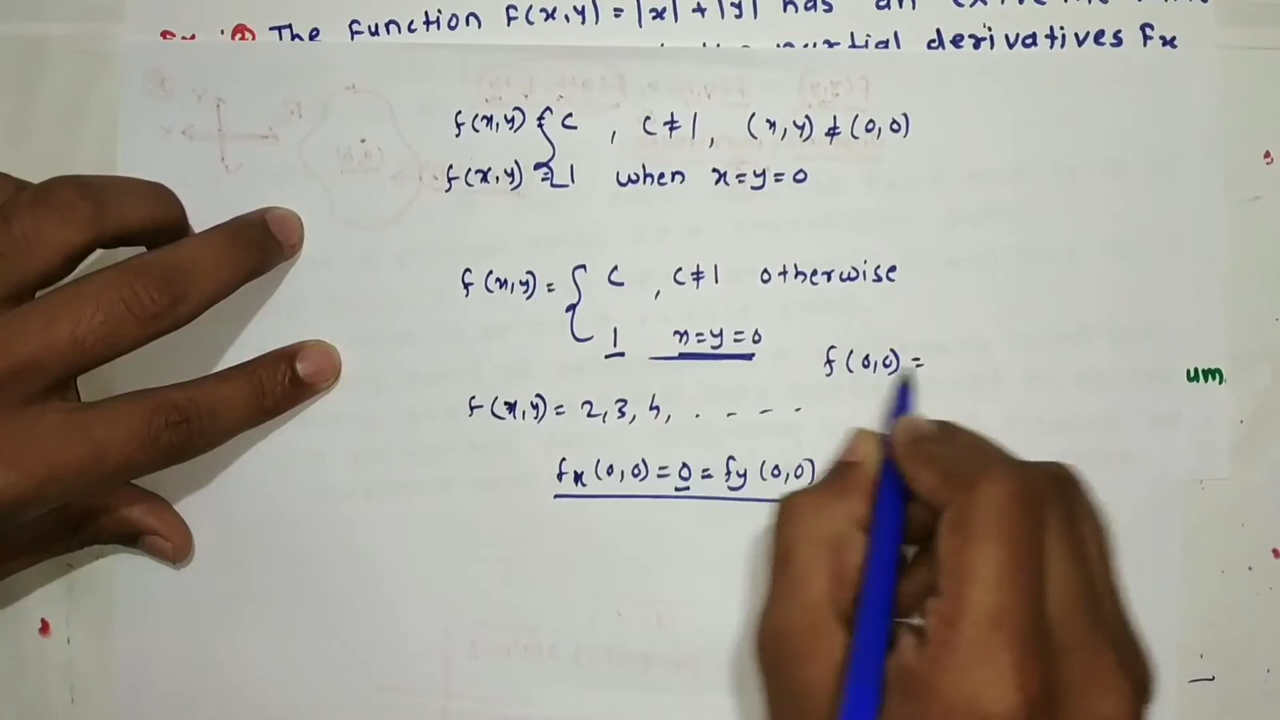 The Function F(x,y) = |x| + |y| has an
partial derivatives Fx
f(x,y) { c , c ≠ 1, (x,y) ≠ (0,0)
f(x,y) = 1 when x=y=0
f(x,y) = { c , c ≠ 1 otherwise
1 x=y=0
f(0,0) =
um.
f(x,y) = 2, 3, 4, . - - -
fx(0,0) = 0 = fy(0,0)